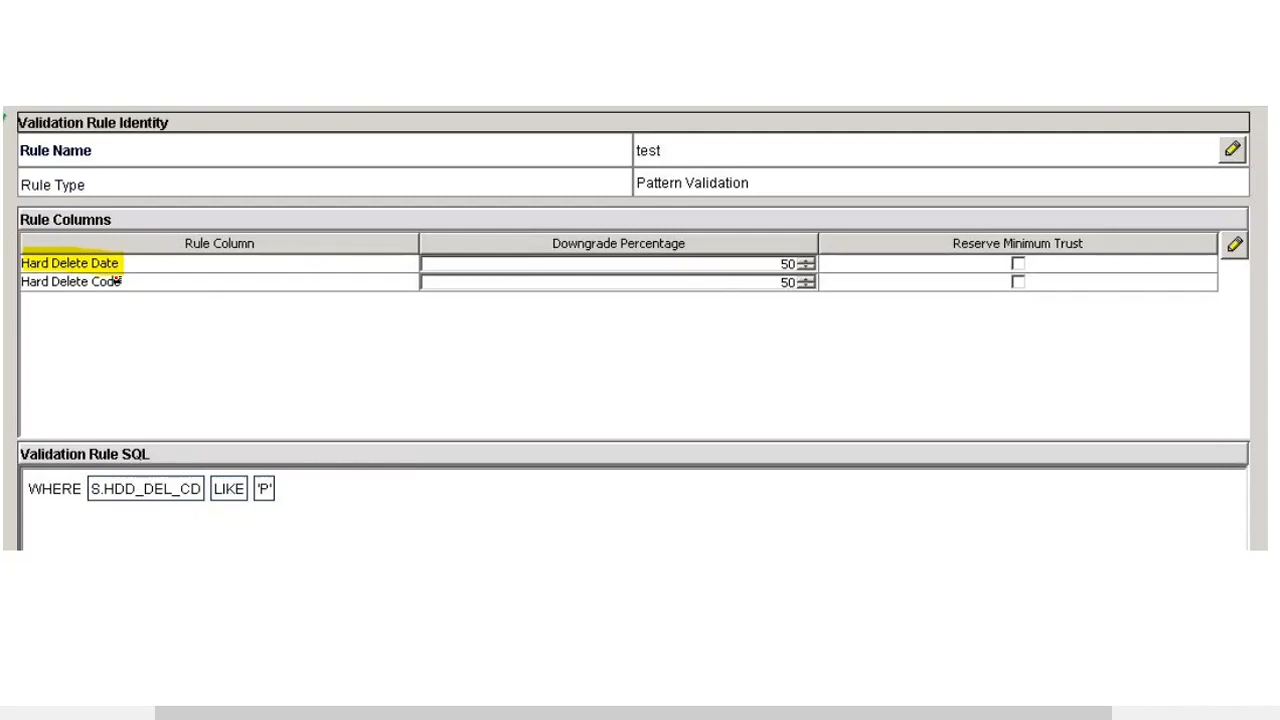 Validation Rule Identity
Rule Name test
Rule Type Pattern Validation
Rule Columns
Rule Column Downgrade Percentage Reserve Minimum Trust
Hard Delete Date 50
Hard Delete Code 50
Validation Rule SQL
WHERE S.HDD_DEL_CD LIKE 'P'